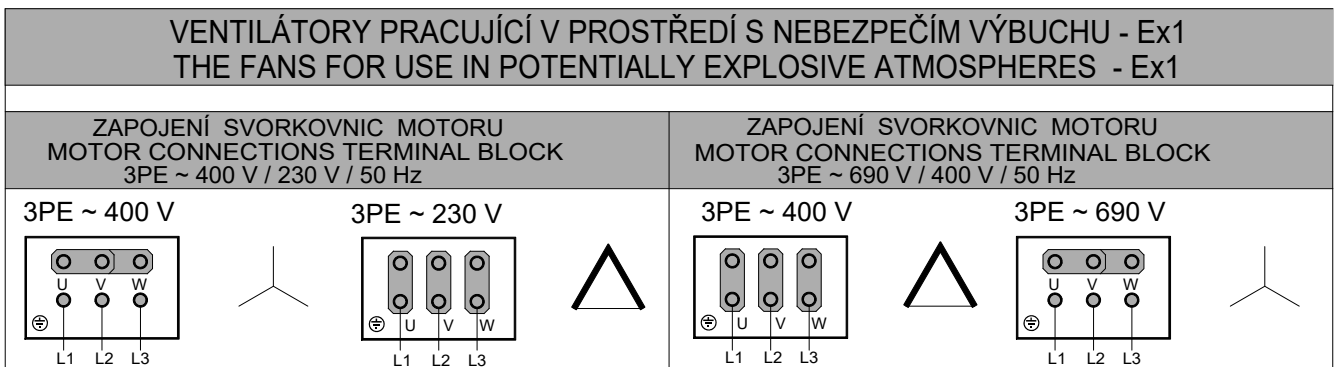 VENTILÁTORY PRACUJÍCÍ V PROSTŘEDÍ S NEBEZPEČÍM VÝBUCHU - Ex1
THE FANS FOR USE IN POTENTIALLY EXPLOSIVE ATMOSPHERES - Ex1
ZAPOJENÍ SVORKOVNIC MOTORU
MOTOR CONNECTIONS TERMINAL BLOCK
3PE ~ 400 V / 230 V / 50 Hz
3PE ~ 400 V
U V W
L1 L2 L3
3PE ~ 230 V
U V W
L1 L2 L3
ZAPOJENÍ SVORKOVNIC MOTORU
MOTOR CONNECTIONS TERMINAL BLOCK
3PE ~ 690 V / 400 V / 50 Hz
3PE ~ 400 V
U V W
L1 L2 L3
3PE ~ 690 V
U V W
L1 L2 L3